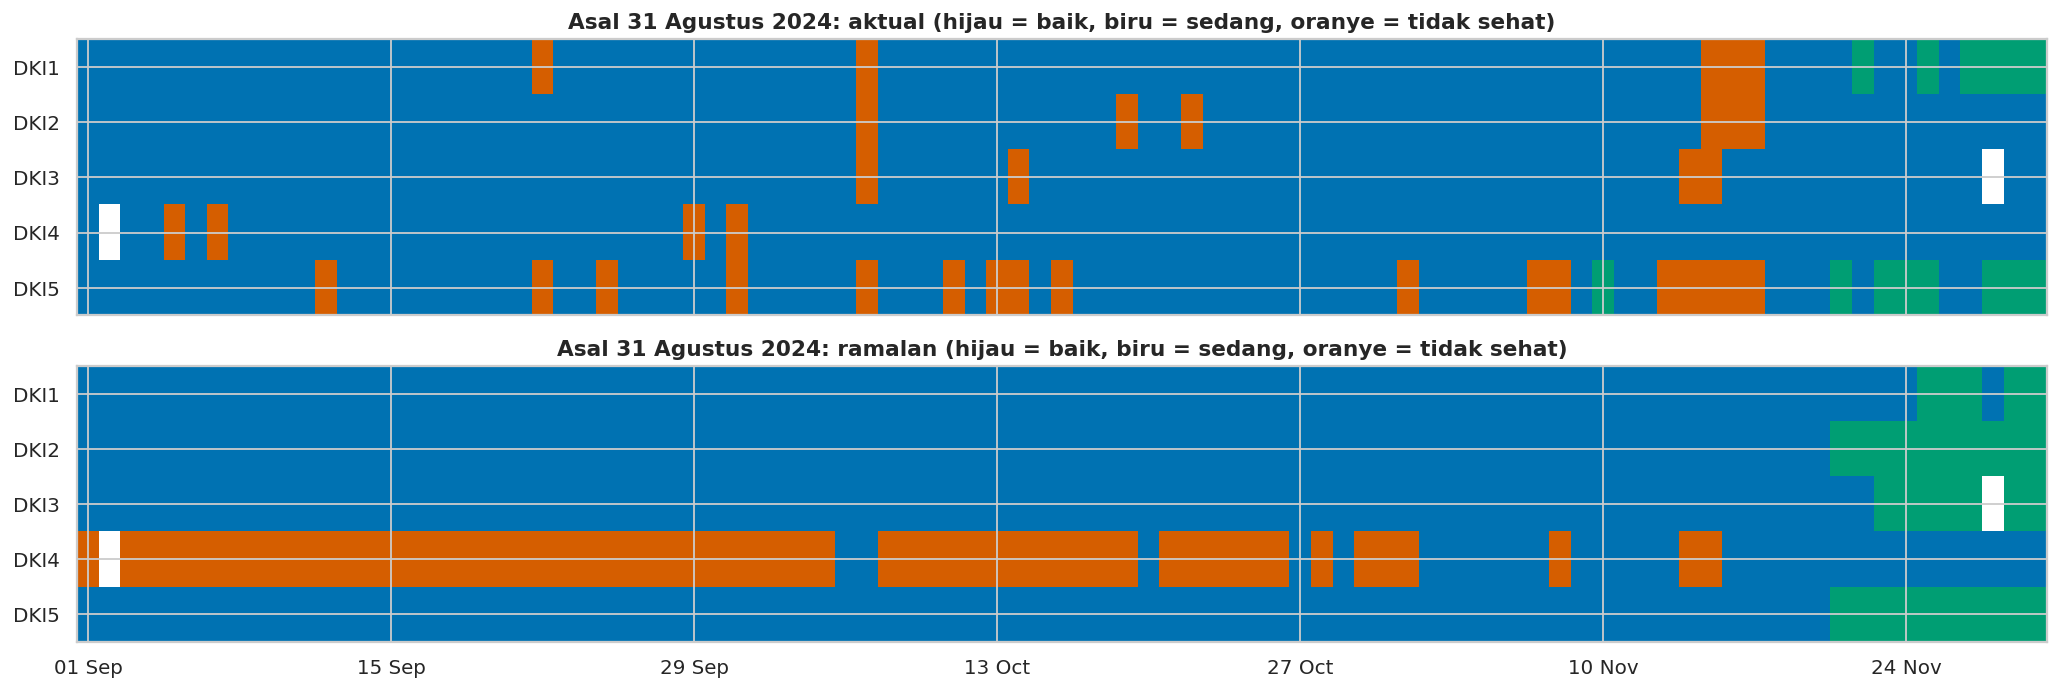 Asal 31 Agustus 2024: aktual (hijau = baik, biru = sedang, oranye = tidak sehat)
DKI1
DKI2
DKI3
DKI4
DKI5
Asal 31 Agustus 2024: ramalan (hijau = baik, biru = sedang, oranye = tidak sehat)
DKI1
DKI2
DKI3
DKI4
DKI5
01 Sep 15 Sep 29 Sep 13 Oct 27 Oct 10 Nov 24 Nov